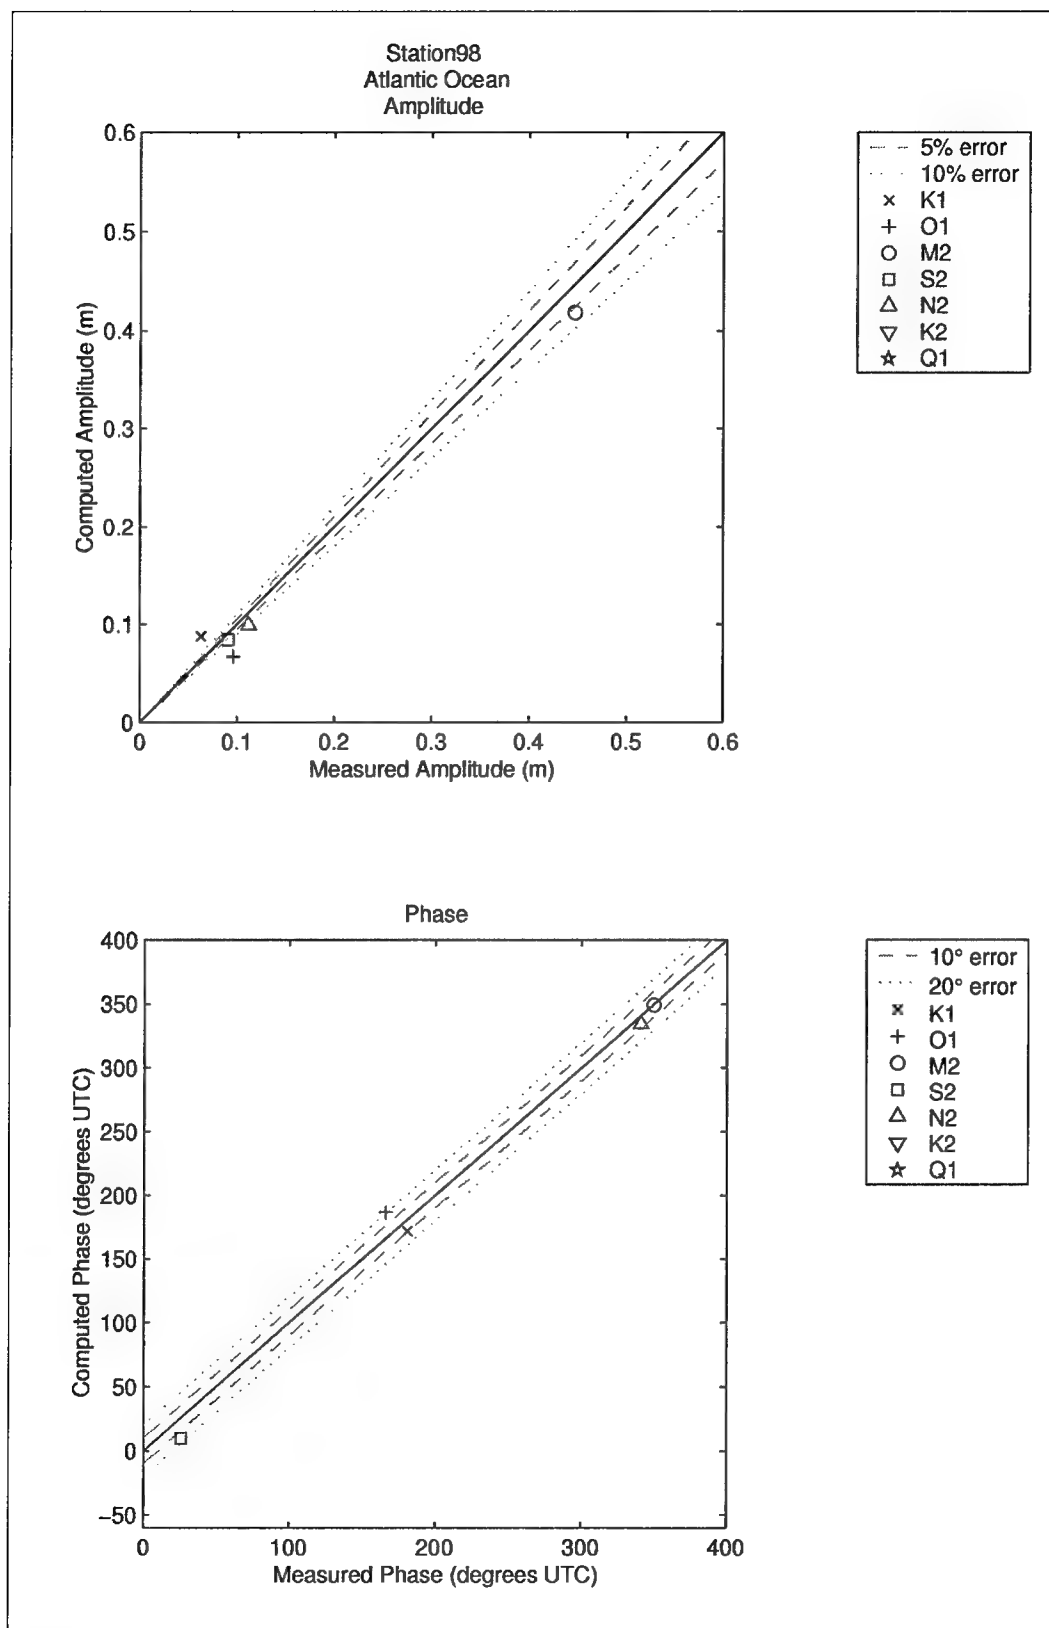 Station98
Atlantic Ocean
Amplitude
0.6
0.5
0.4
0.3
0.2
0.1
0
Computed Amplitude (m)
0 0.1 0.2 0.3 0.4 0.5 0.6
Measured Amplitude (m)
5% error
10% error
K1
O1
M2
S2
N2
K2
Q1
Phase
400
350
300
250
200
150
100
50
0
−50
Computed Phase (degrees UTC)
0 100 200 300 400
Measured Phase (degrees UTC)
10° error
20° error
K1
O1
M2
S2
N2
K2
Q1